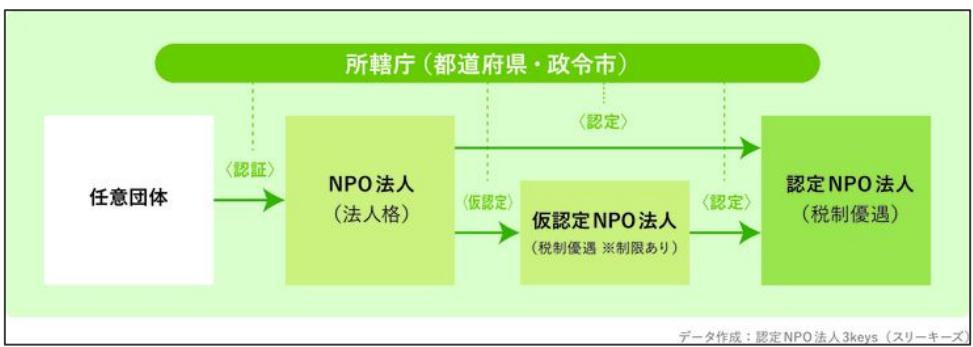 所轄庁（都道府県・政令市）
〈認定〉
〈認証〉
任意団体
NPO法人
（法人格）
〈仮認定〉
仮認定NPO法人
（税制優遇 ※制限あり）
〈認定〉
認定NPO法人
（税制優遇）
データ作成：認定NPO法人3keys（スリーキーズ）